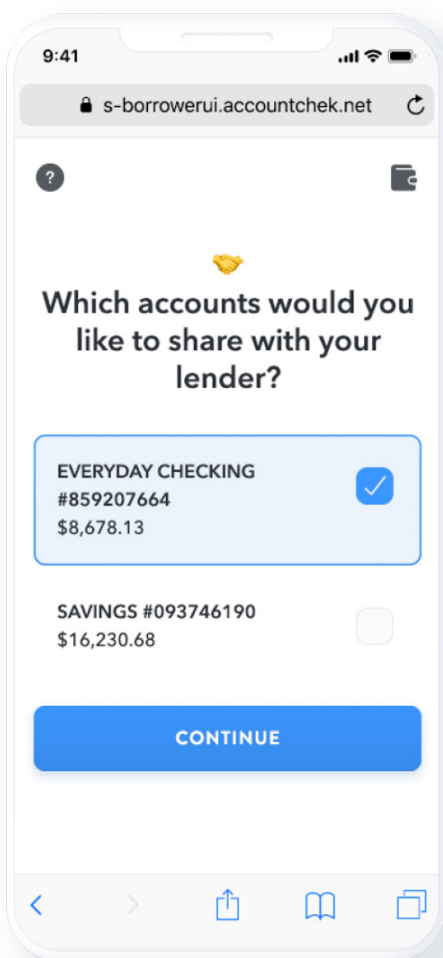 9:41
s-borrowerui.accountchek.net
?
Which accounts would you
like to share with your
lender?
EVERYDAY CHECKING
#859207664
$8,678.13
SAVINGS #093746190
$16,230.68
CONTINUE